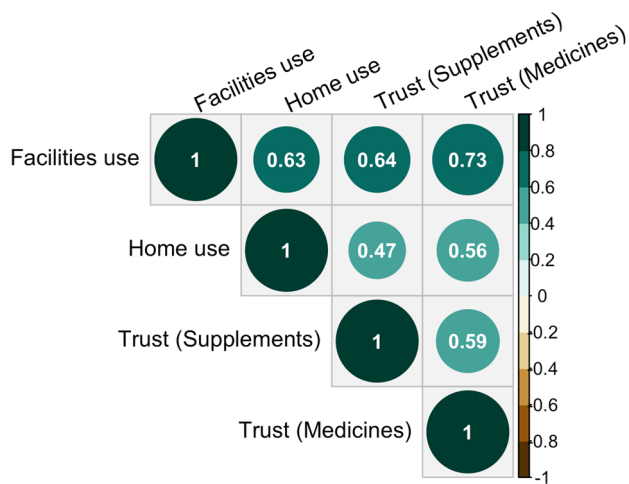 Facilities use
Home use
Trust (Supplements)
Trust (Medicines)
Facilities use
1
0.63
0.64
0.73
Home use
1
0.47
0.56
Trust (Supplements)
1
0.59
Trust (Medicines)
1
1
0.8
0.6
0.4
0.2
0
-0.2
-0.4
-0.6
-0.8
-1